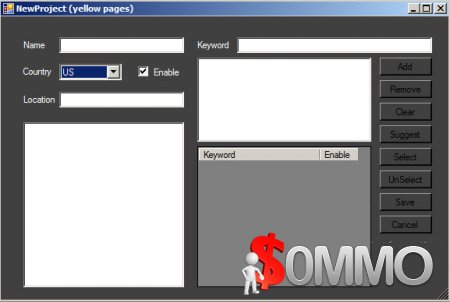 NewProject (yellow pages)
Name
Keyword
Country
US
Enable
Location
Add
Remove
Clear
Suggest
Select
UnSelect
Save
Cancel
Keyword Enable
$OMMO